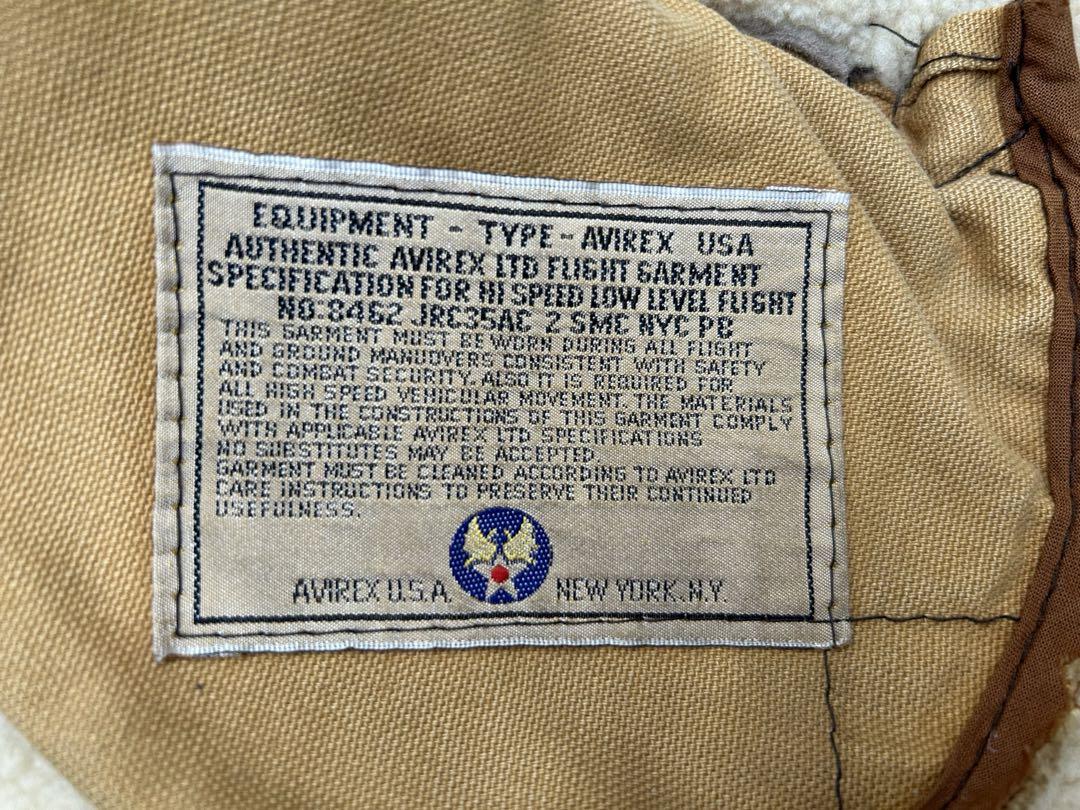 EQUIPMENT - TYPE - AVIREX USA
AUTHENTIC AVIREX LTD FLIGHT GARMENT
SPECIFICATION FOR HI SPEED LOW LEVEL FLIGHT
NO:8462 JRC35AC 2 SMC NYC PB
THIS GARMENT MUST BE WORN DURING ALL FLIGHT
AND GROUND MANUOVERS CONSISTENT WITH SAFETY
AND COMBAT SECURITY. ALSO IT IS REQUIRED FOR
ALL HIGH SPEED VEHICULAR MOVEMENT. THE MATERIALS
USED IN THE CONSTRUCTIONS OF THIS GARMENT COMPLY
WITH APPLICABLE AVIREX LTD SPECIFICATIONS
NO SUBSTITUTES MAY BE ACCEPTED.
GARMENT MUST BE CLEANED ACCORDING TO AVIREX LTD
CARE INSTRUCTIONS TO PRESERVE THEIR CONTINUED
USEFULNESS.
AVIREX U.S.A. NEW YORK. N.Y.